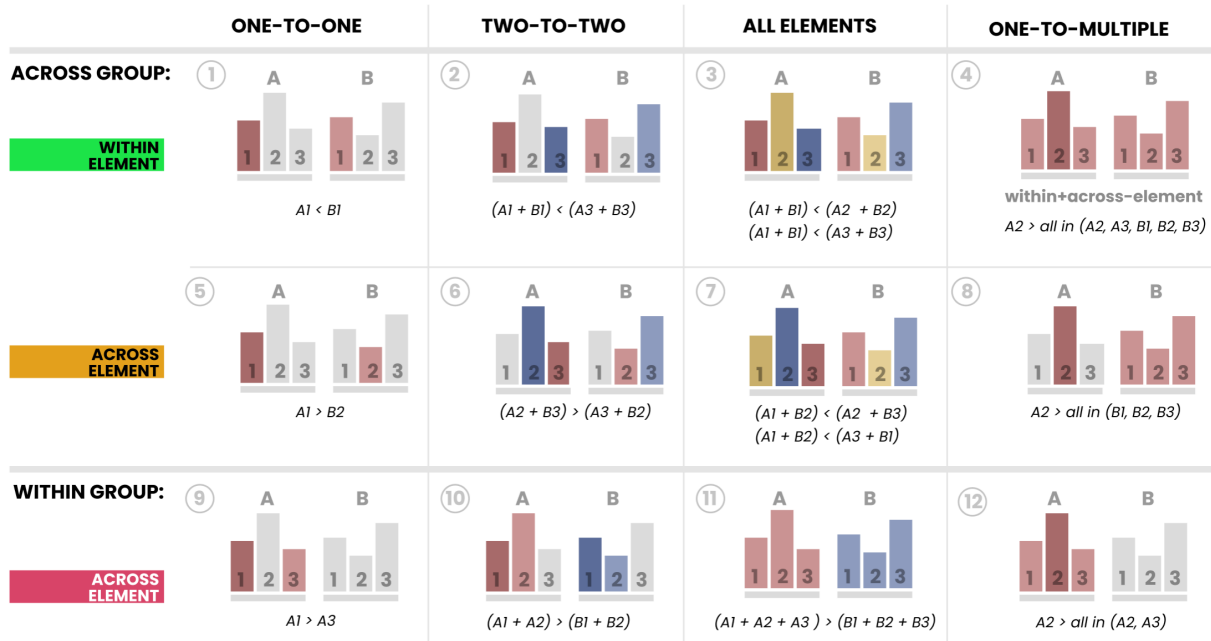 ONE-TO-ONE TWO-TO-TWO ALL ELEMENTS ONE-TO-MULTIPLE
ACROSS GROUP:
1 2 3 4
A B A B A B A B
WITHIN
ELEMENT
1 2 3 1 2 3 1 2 3 1 2 3 1 2 3 1 2 3 1 2 3 1 2 3
within+across-element
A1 < B1
(A1 + B1) < (A3 + B3)
(A1 + B1) < (A2 + B2)
(A1 + B1) < (A3 + B3)
A2 > all in (A2, A3, B1, B2, B3)
5 6 7 8
A B A B A B A B
ACROSS
ELEMENT
1 2 3 1 2 3 1 2 3 1 2 3 1 2 3 1 2 3 1 2 3 1 2 3
A1 > B2
(A2 + B3) > (A3 + B2)
(A1 + B2) < (A2 + B3)
(A1 + B2) < (A3 + B1)
A2 > all in (B1, B2, B3)
WITHIN GROUP:
9 10 11 12
A B A B A B A B
ACROSS
ELEMENT
1 2 3 1 2 3 1 2 3 1 2 3 1 2 3 1 2 3 1 2 3 1 2 3
A1 > A3
(A1 + A2) > (B1 + B2)
(A1 + A2 + A3 ) > (B1 + B2 + B3)
A2 > all in (A2, A3)